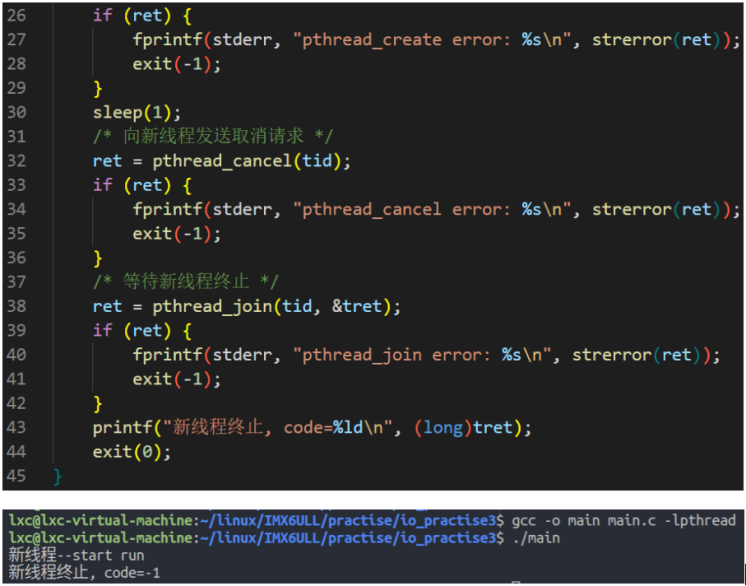 26 if (ret) {
27 fprintf(stderr, "pthread_create error: %s\n", strerror(ret));
28 exit(-1);
29 }
30 sleep(1);
31 /* 向新线程发送取消请求 */
32 ret = pthread_cancel(tid);
33 if (ret) {
34 fprintf(stderr, "pthread_cancel error: %s\n", strerror(ret));
35 exit(-1);
36 }
37 /* 等待新线程终止 */
38 ret = pthread_join(tid, &tret);
39 if (ret) {
40 fprintf(stderr, "pthread_join error: %s\n", strerror(ret));
41 exit(-1);
42 }
43 printf("新线程终止, code=%ld\n", (long)tret);
44 exit(0);
45 }
lxc@lxc-virtual-machine:~/linux/IMX6ULL/practise/io_practise3$ gcc -o main main.c -lpthread
lxc@lxc-virtual-machine:~/linux/IMX6ULL/practise/io_practise3$ ./main
新线程--start run
新线程终止, code=-1